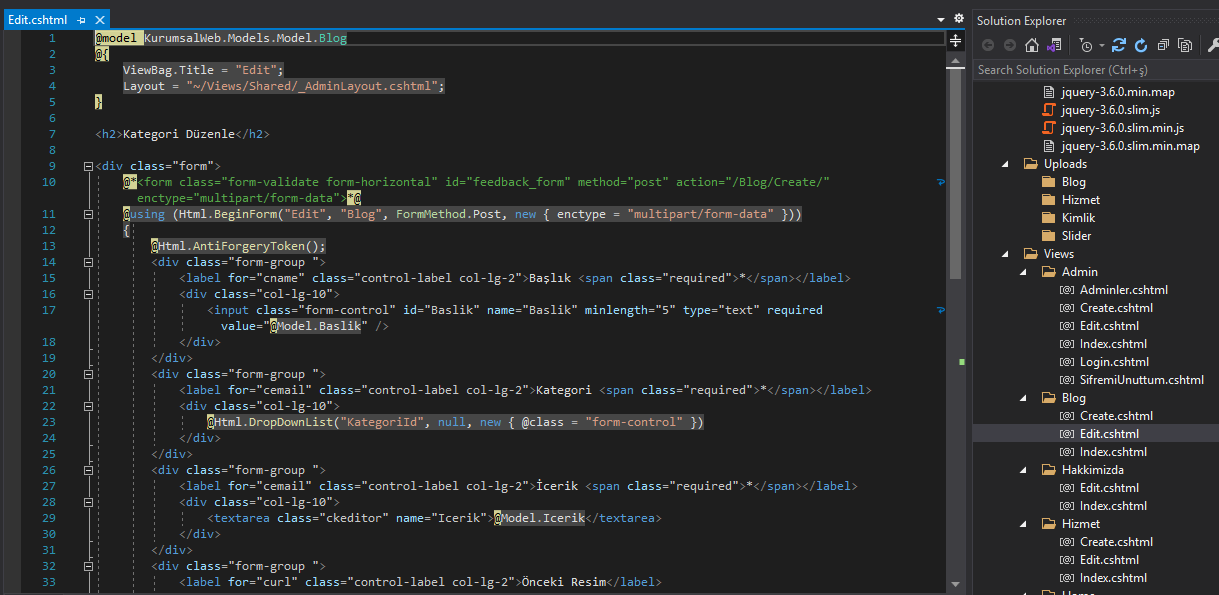 Edit.cshtml
1 @model KurumsalWeb.Models.Model.Blog
2 @{
3 ViewBag.Title = "Edit";
4 Layout = "~/Views/Shared/_AdminLayout.cshtml";
5 }
6
7 <h2>Kategori Düzenle</h2>
8
9 <div class="form">
10 @*<form class="form-validate form-horizontal" id="feedback_form" method="post" action="/Blog/Create/"
enctype="multipart/form-data">*@
11 @using (Html.BeginForm("Edit", "Blog", FormMethod.Post, new { enctype = "multipart/form-data" }))
12 {
13 @Html.AntiForgeryToken();
14 <div class="form-group ">
15 <label for="cname" class="control-label col-lg-2">Başlık <span class="required">*</span></label>
16 <div class="col-lg-10">
17 <input class="form-control" id="Baslik" name="Baslik" minlength="5" type="text" required
value="@Model.Baslik" />
18 </div>
19 </div>
20 <div class="form-group ">
21 <label for="cemail" class="control-label col-lg-2">Kategori <span class="required">*</span></label>
22 <div class="col-lg-10">
23 @Html.DropDownList("KategoriId", null, new { @class = "form-control" })
24 </div>
25 </div>
26 <div class="form-group ">
27 <label for="cemail" class="control-label col-lg-2">İcerik <span class="required">*</span></label>
28 <div class="col-lg-10">
29 <textarea class="ckeditor" name="Icerik">@Model.Icerik</textarea>
30 </div>
31 </div>
32 <div class="form-group ">
33 <label for="curl" class="control-label col-lg-2">Önceki Resim</label>
Solution Explorer
Search Solution Explorer (Ctrl+ş)
jquery-3.6.0.min.map
jquery-3.6.0.slim.js
jquery-3.6.0.slim.min.js
jquery-3.6.0.slim.min.map
Uploads
Blog
Hizmet
Kimlik
Slider
Views
Admin
Adminler.cshtml
Create.cshtml
Edit.cshtml
Index.cshtml
Login.cshtml
SifremiUnuttum.cshtml
Blog
Create.cshtml
Edit.cshtml
Index.cshtml
Hakkimizda
Edit.cshtml
Index.cshtml
Hizmet
Create.cshtml
Edit.cshtml
Index.cshtml